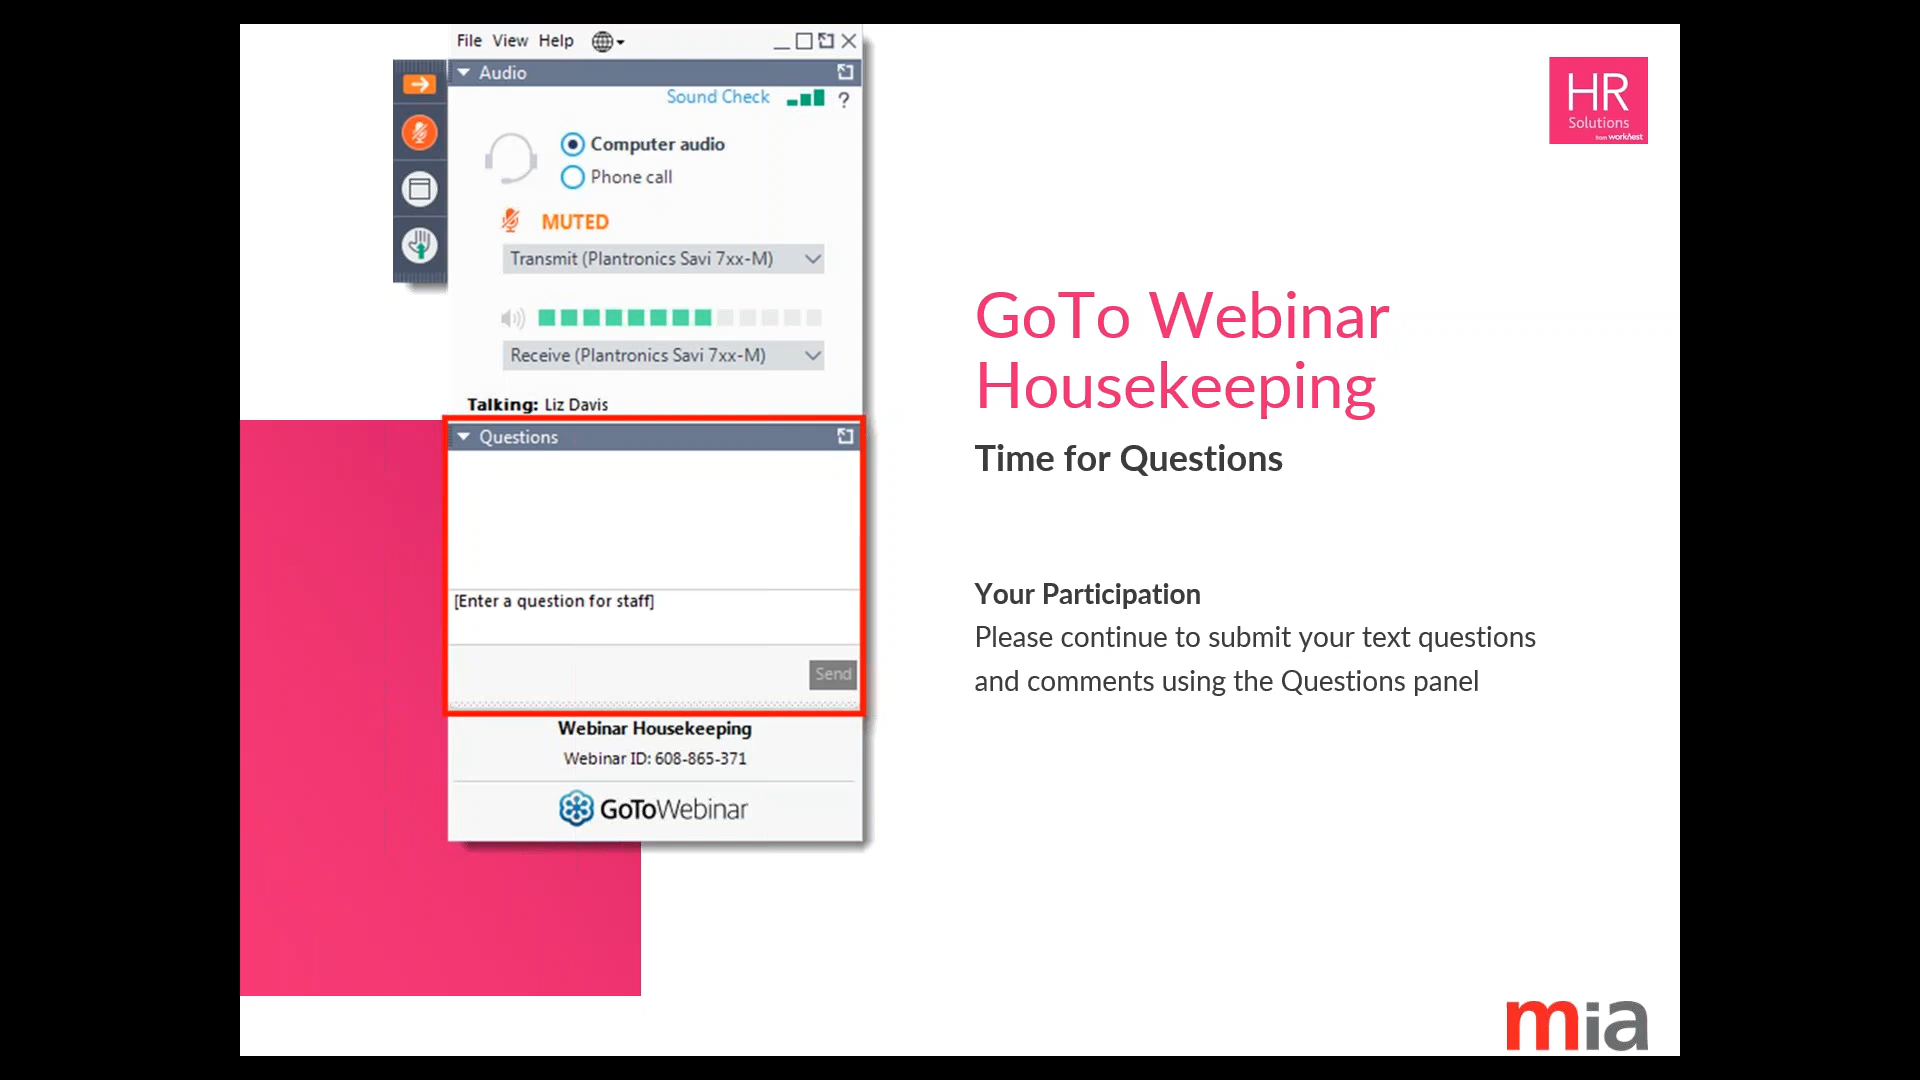 File View Help
Audio
Sound Check ?
Computer audio
Phone call
MUTED
Transmit (Plantronics Savi 7xx-M)
Receive (Plantronics Savi 7xx-M)
Talking: Liz Davis
Questions
[Enter a question for staff]
Send
Webinar Housekeeping
Webinar ID: 608-865-371
GoToWebinar
HR
Solutions
from worknest
GoTo Webinar
Housekeeping
Time for Questions
Your Participation
Please continue to submit your text questions
and comments using the Questions panel
mia